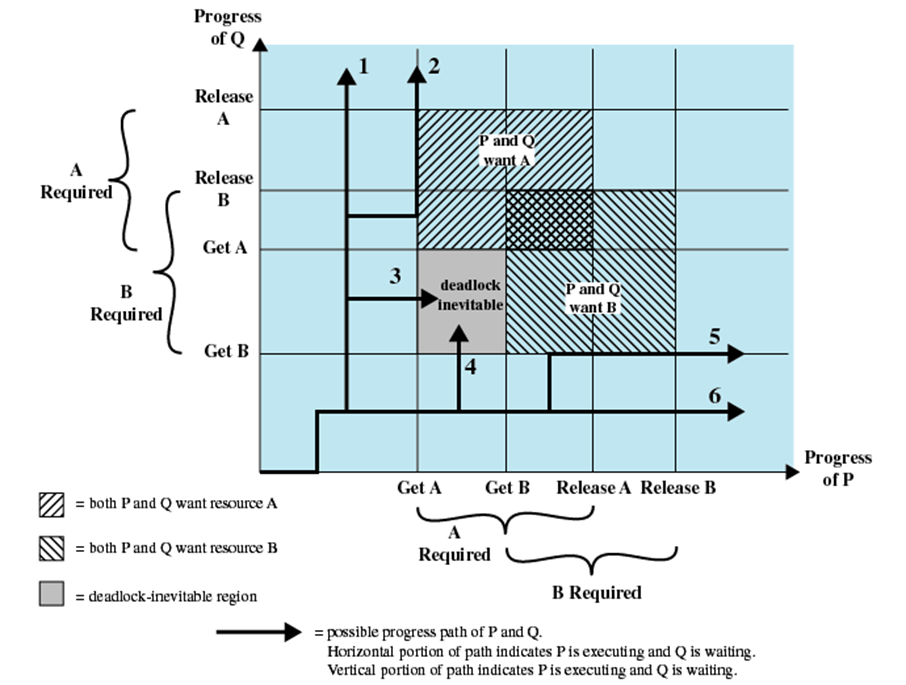 Progress
of Q
1
2
Release
A
P and Q
want A
A
Required
Release
B
Get A
3
deadlock
inevitable
P and Q
want B
B
Required
Get B
4
5
6
Progress
of P
Get A
Get B
Release A
Release B
A
Required
B Required
= both P and Q want resource A
= both P and Q want resource B
= deadlock-inevitable region
= possible progress path of P and Q.
Horizontal portion of path indicates P is executing and Q is waiting.
Vertical portion of path indicates P is executing and Q is waiting.